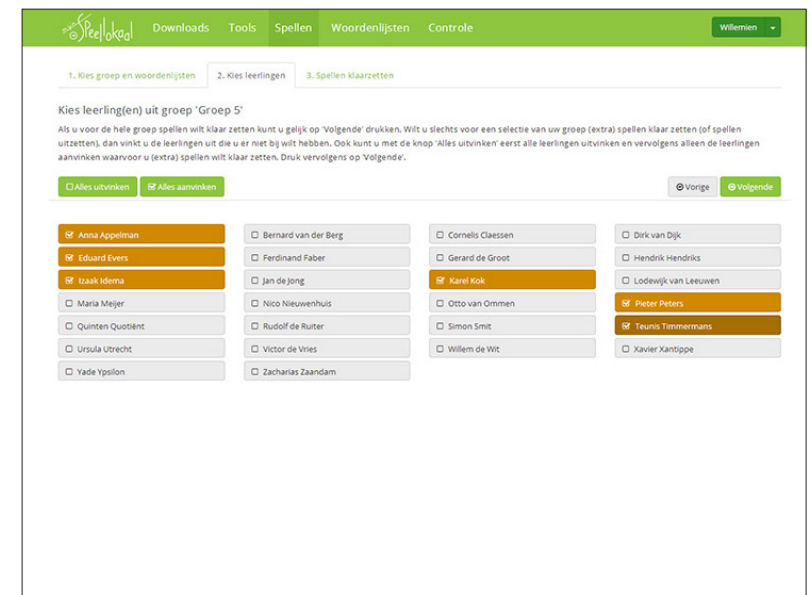 mijn Speellokaal Downloads Tools Spellen Woordenlijsten Controle Willemien
1. Kies groep en woordenlijsten 2. Kies leerlingen 3. Spellen klaarzetten
Kies leerling(en) uit groep 'Groep 5'
Als u voor de hele groep spellen wilt klaar zetten kunt u gelijk op 'Volgende' drukken. Wilt u slechts voor een selectie van uw groep (extra) spellen klaar zetten (of spellen
uitzetten), dan vinkt u de leerlingen uit die u er niet bij wilt hebben. Ook kunt u met de knop 'Alles uitvinken' eerst alle leerlingen uitvinken en vervolgens alleen de leerlingen
aanvinken waarvoor u (extra) spellen wilt klaar zetten. Druk vervolgens op 'Volgende'.
Alles uitvinken Alles aanvinken Vorige Volgende
Anna Appelman Bernard van der Berg Cornelis Claessen Dirk van Dijk
Eduard Evers Ferdinand Faber Gerard de Groot Hendrik Hendriks
Izaak Idema Jan de Jong Karel Kok Lodewijk van Leeuwen
Maria Meijer Nico Nieuwenhuis Otto van Ommen Pieter Peters
Quinten Quotiënt Rudolf de Ruiter Simon Smit Teunis Timmermans
Ursula Utrecht Victor de Vries Willem de Wit Xavier Xantippe
Yade Ypsilon Zacharias Zaandam